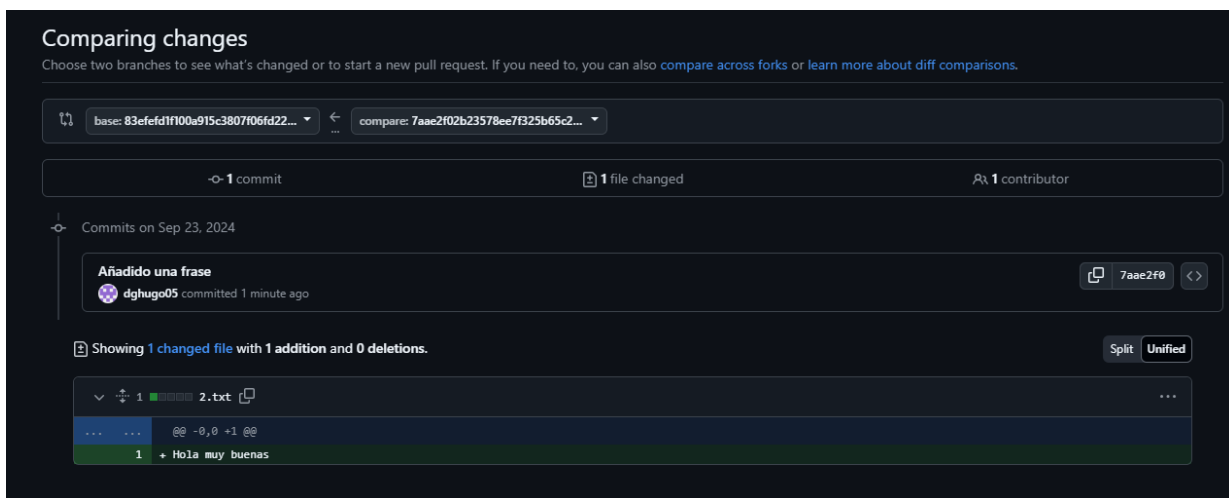 Comparing changes
Choose two branches to see what's changed or to start a new pull request. If you need to, you can also compare across forks or learn more about diff comparisons.
base: 83efefd1f100a915c3807f06fd22... ← ... compare: 7aae2f02b23578ee7f325b65c2...
1 commit 1 file changed 1 contributor
Commits on Sep 23, 2024
Añadido una frase
7aae2f0 <>
dghugo05 committed 1 minute ago
Showing 1 changed file with 1 addition and 0 deletions.
Split Unified
1 2.txt ...
... ... @@ -0,0 +1 @@
1 + Hola muy buenas